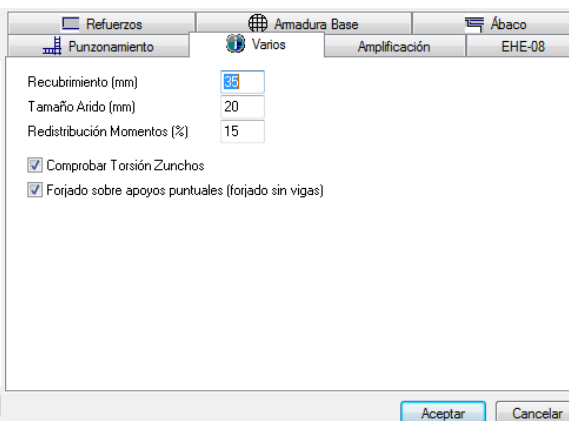 Refuerzos Armadura Base Ábaco
Punzonamiento Varios Amplificación EHE-08
Recubrimiento (mm) 35
Tamaño Arido (mm) 20
Redistribución Momentos (%) 15
Comprobar Torsión Zunchos
Forjado sobre apoyos puntuales (forjado sin vigas)
Aceptar Cancelar